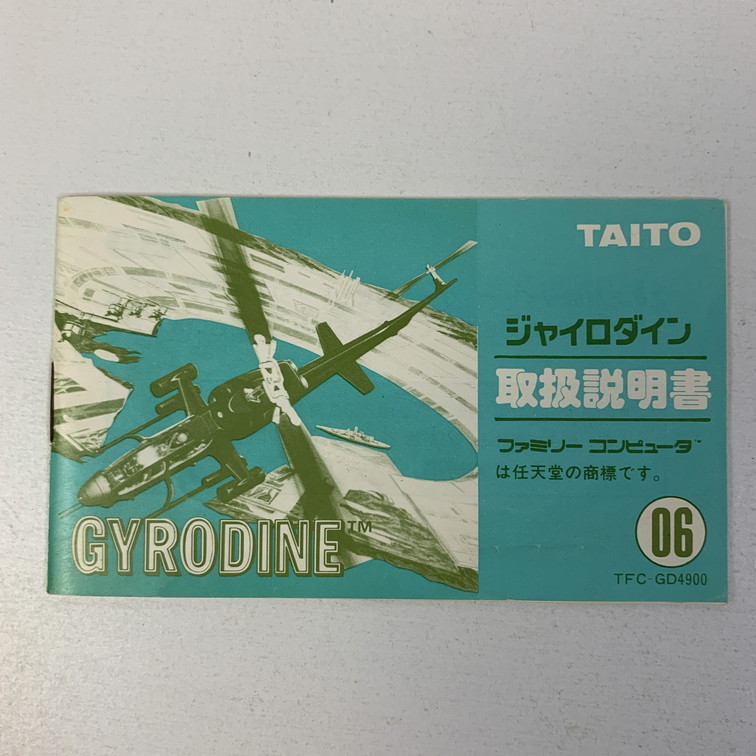 TAITO
ジャイロダイン
取扱説明書
ファミリー コンピュータ™
は任天堂の商標です。
06
TFC-GD4900
GYRODINE™